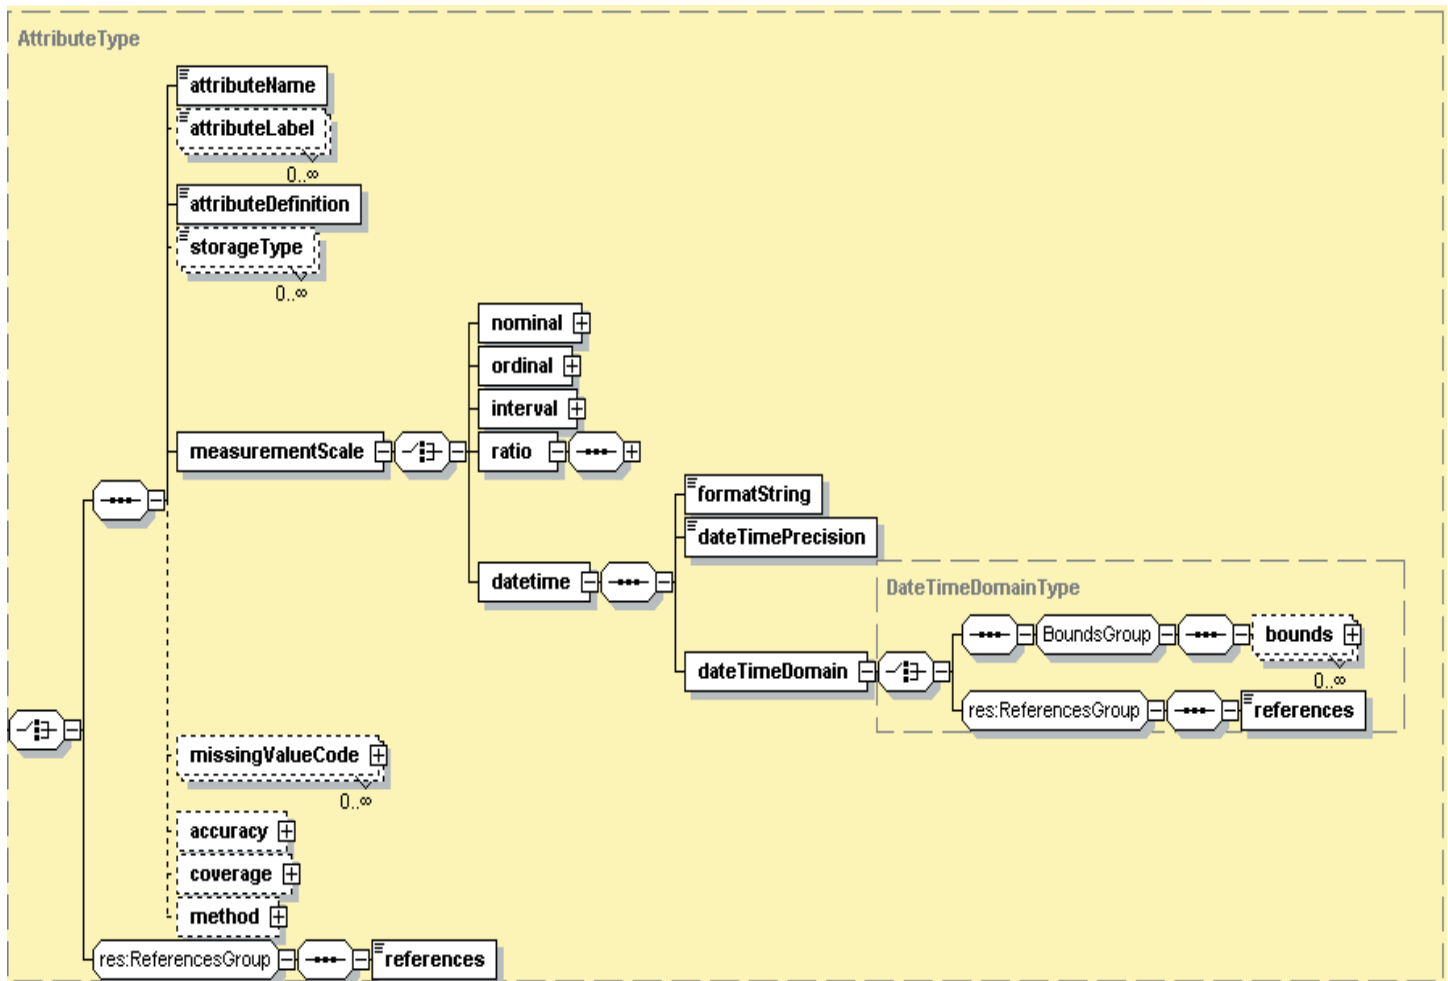 AttributeType
attributeName
attributeLabel
0..∞
attributeDefinition
storageType
0..∞
nominal
ordinal
interval
measurementScale
ratio
formatString
dateTimePrecision
datetime
DateTimeDomainType
BoundsGroup
bounds
0..∞
dateTimeDomain
res:ReferencesGroup
references
missingValueCode
0..∞
accuracy
coverage
method
res:ReferencesGroup
references